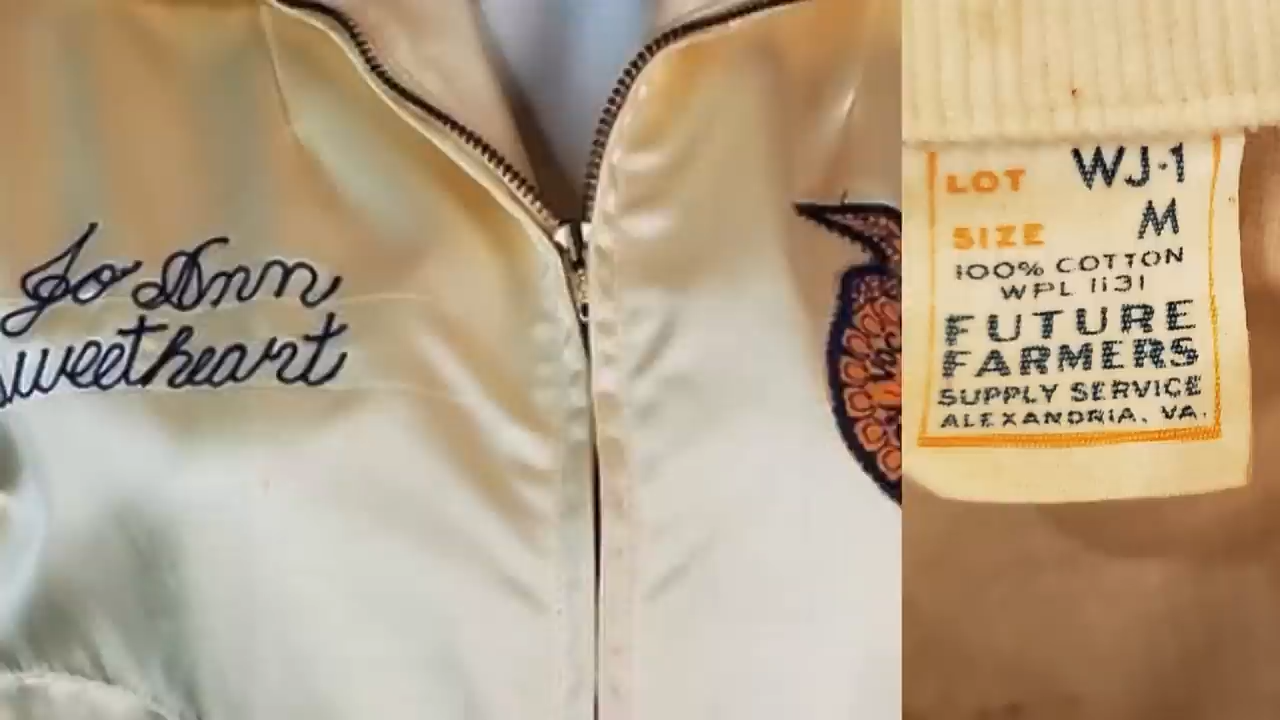 Jo Ann
sweetheart
LOT WJ-1
SIZE M
100% COTTON
WPL 1131
FUTURE
FARMERS
SUPPLY SERVICE
ALEXANDRIA, VA.